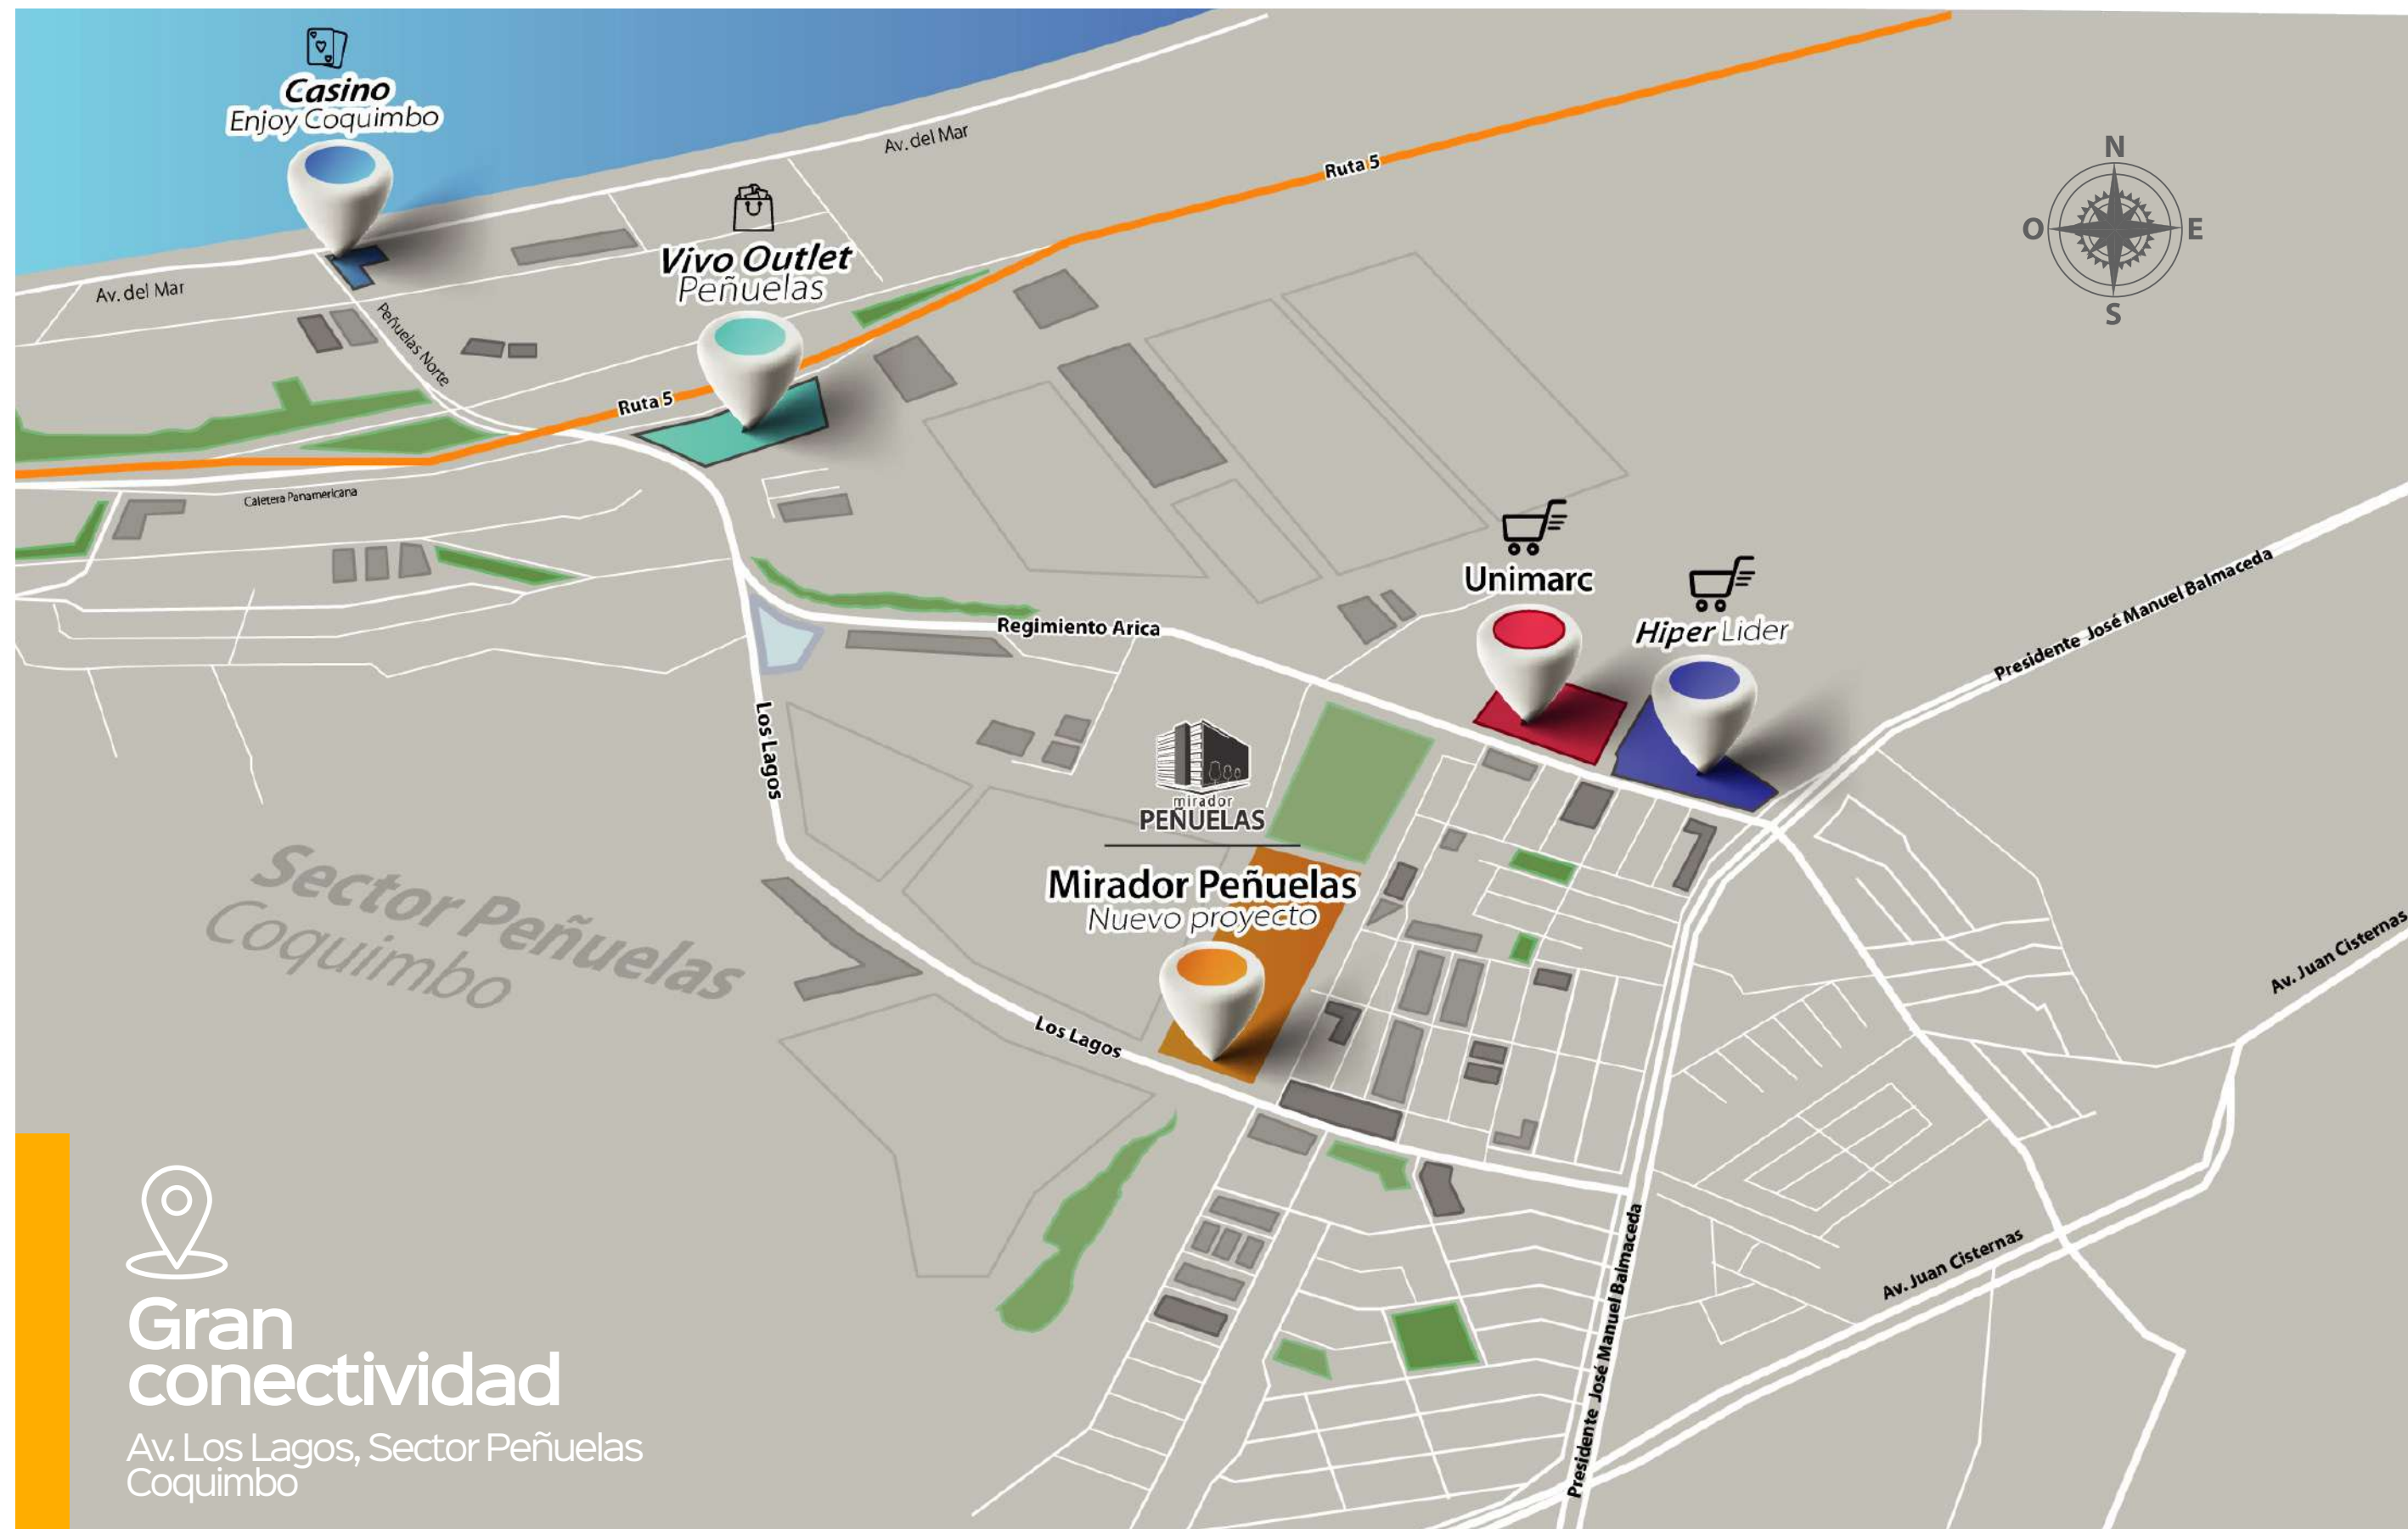 Casino
Enjoy Coquimbo
Av. del Mar
Ruta 5
N
O
E
S
Vivo Outlet
Peñuelas
Av. del Mar
Peñuelas Norte
Ruta 5
Caletera Panamericana
Unimarc
Hiper Lider
Presidente José Manuel Balmaceda
Regimiento Arica
Los Lagos
mirador
PEÑUELAS
Mirador Peñuelas
Nuevo proyecto
Sector Peñuelas
Coquimbo
Av. Juan Cisternas
Los Lagos
Presidente José Manuel Balmaceda
Av. Juan Cisternas
Gran
conectividad
Av. Los Lagos, Sector Peñuelas
Coquimbo